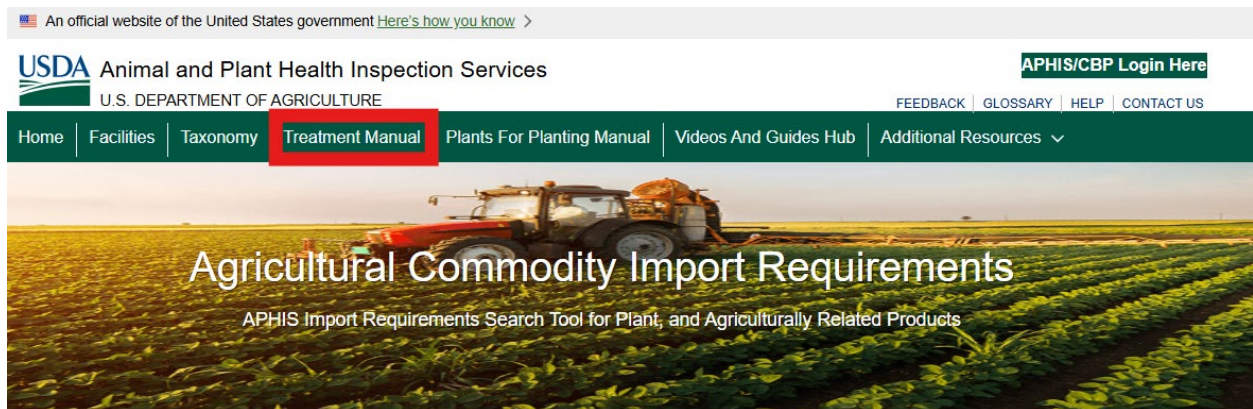 An official website of the United States government Here's how you know >
USDA Animal and Plant Health Inspection Services
U.S. DEPARTMENT OF AGRICULTURE
APHIS/CBP Login Here
FEEDBACK | GLOSSARY | HELP | CONTACT US
Home | Facilities | Taxonomy | Treatment Manual | Plants For Planting Manual | Videos And Guides Hub | Additional Resources
Agricultural Commodity Import Requirements
APHIS Import Requirements Search Tool for Plant, and Agriculturally Related Products